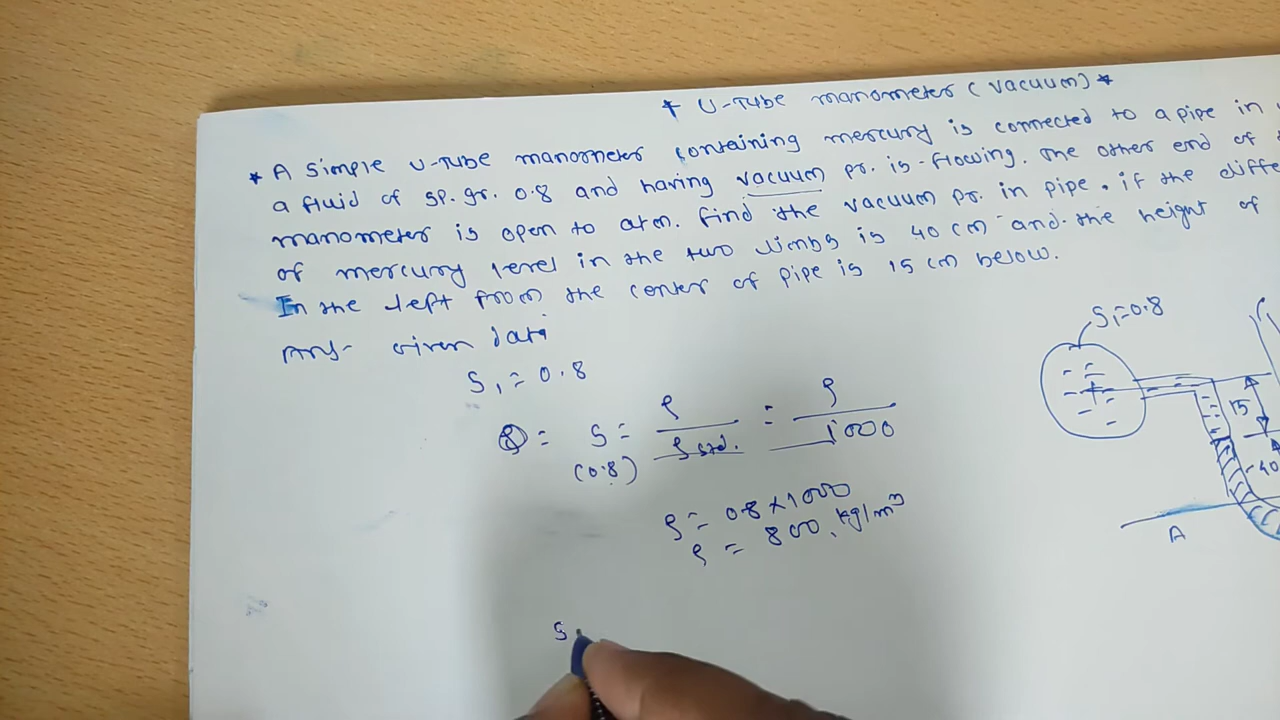 * U-Tube manometer (vacuum) *
* A simple U-Tube manometer containing mercury is connected to a pipe in
a fluid of sp.gr. 0.8 and having vacuum pr. is flowing. The other end of
manometer is open to atm. find the vacuum pr. in pipe. if the diffe
of mercury level in the two limbs is 40 cm and the height of
In the left from the center of pipe is 15 cm below.
Ans- Given data
S₁ = 0.8
S₁=0.8
= S = ρ / ρ std. = ρ / 1000
(0.8)
ρ = 0.8 × 1000
ρ = 800. kg/m³
15
40
A
S